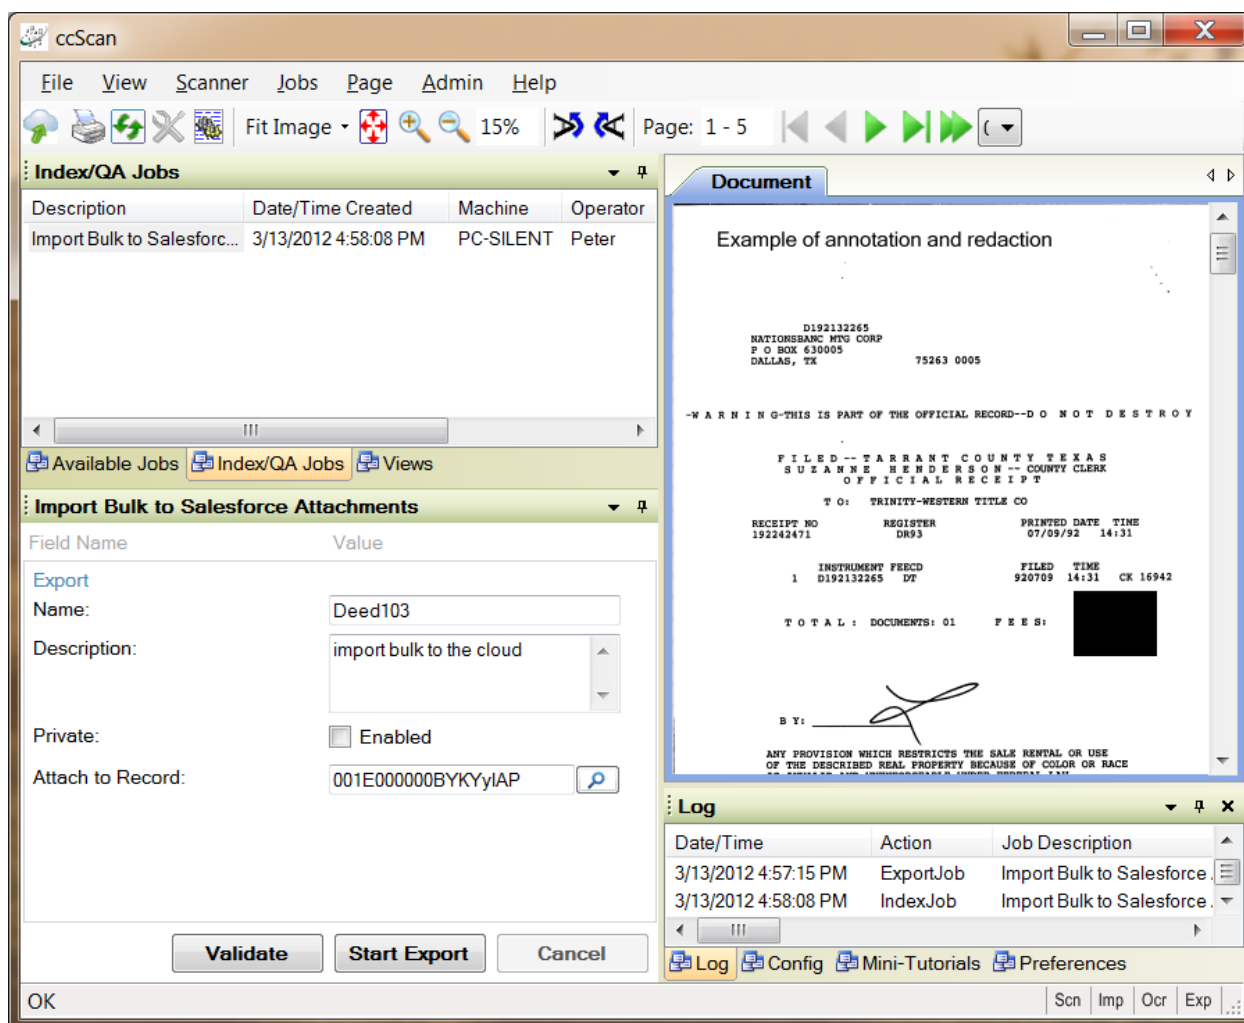 ccScan
File View Scanner Jobs Page Admin Help
Fit Image 15% Page: 1 - 5 (
Index/QA Jobs
Description Date/Time Created Machine Operator
Import Bulk to Salesforc... 3/13/2012 4:58:08 PM PC-SILENT Peter
Available Jobs Index/QA Jobs Views
Import Bulk to Salesforce Attachments
Field Name Value
Export
Name: Deed103
Description: import bulk to the cloud
Private: Enabled
Attach to Record: 001E000000BYKYyIAP
Validate Start Export Cancel
Document
Example of annotation and redaction
D192132265
NATIONSBANC MTG CORP
P O BOX 630005
DALLAS, TX 75263 0005
-W A R N I N G-THIS IS PART OF THE OFFICIAL RECORD--D O N O T D E S T R O Y
F I L E D -- T A R R A N T C O U N T Y T E X A S
S U Z A N N E H E N D E R S O N -- COUNTY CLERK
O F F I C I A L R E C E I P T
T O: TRINITY-WESTERN TITLE CO
RECEIPT NO REGISTER PRINTED DATE TIME
192242471 DR93 07/09/92 14:31
INSTRUMENT FEECD FILED TIME
1 D192132265 DT 920709 14:31 CK 16942
T O T A L : DOCUMENTS: 01 F E E S:
B Y:
ANY PROVISION WHICH RESTRICTS THE SALE RENTAL OR USE
OF THE DESCRIBED REAL PROPERTY BECAUSE OF COLOR OR RACE
Log
Date/Time Action Job Description
3/13/2012 4:57:15 PM ExportJob Import Bulk to Salesforce .
3/13/2012 4:58:08 PM IndexJob Import Bulk to Salesforce .
Log Config Mini-Tutorials Preferences
OK Scn Imp Ocr Exp